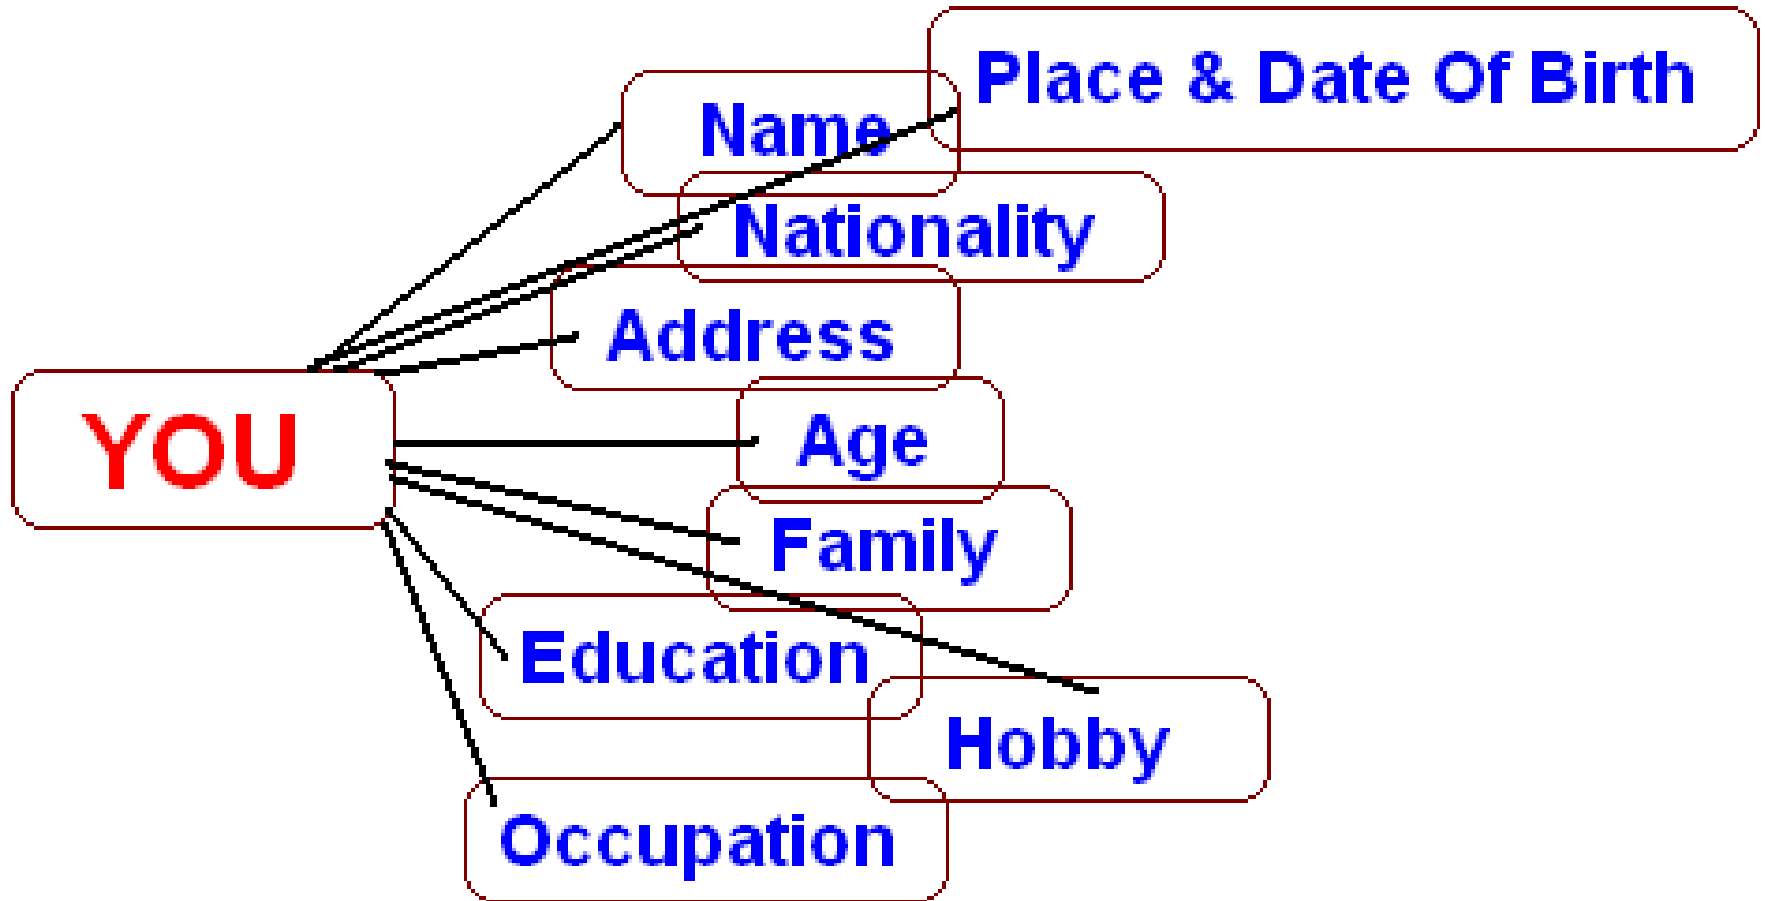 Place & Date Of Birth
Name
Nationality
Address
YOU
Age
Family
Education
Hobby
Occupation